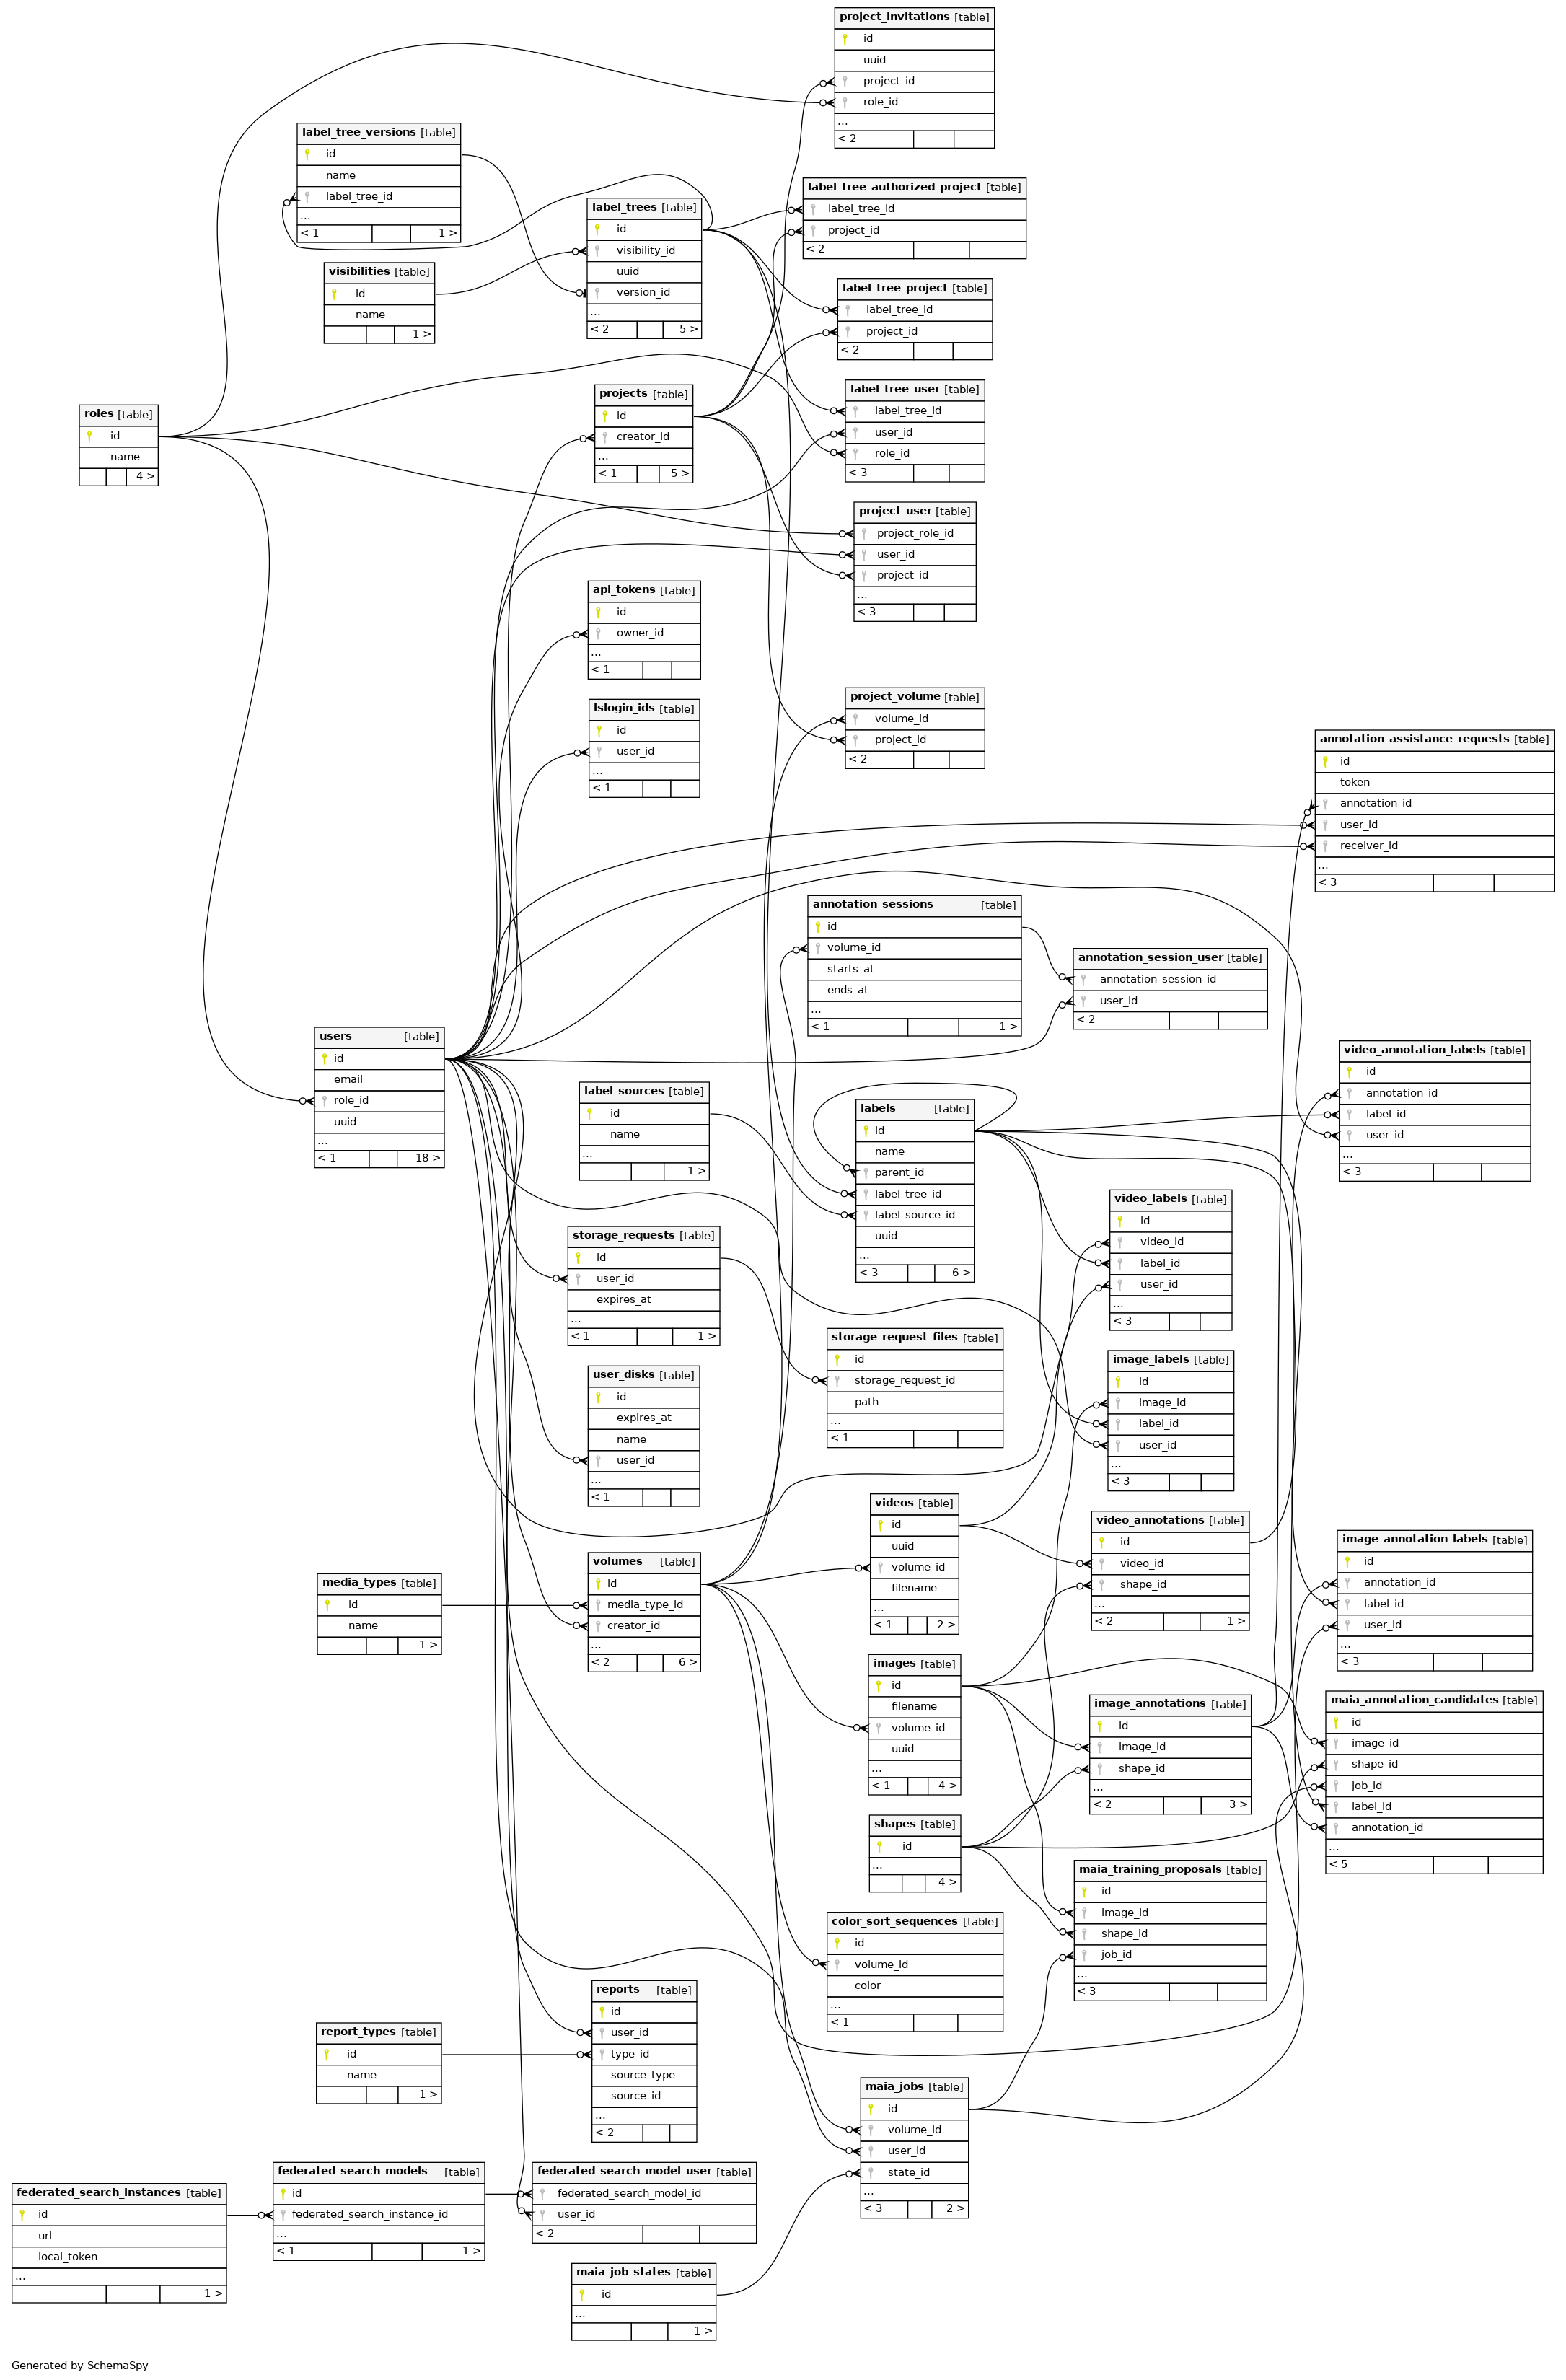 project_invitations [table]
id
uuid
project_id
role_id
...
< 2
label_tree_versions [table]
id
name
label_tree_id
...
< 1 1 >
label_tree_authorized_project [table]
label_tree_id
project_id
< 2
label_trees [table]
id
visibility_id
uuid
version_id
...
< 2 5 >
visibilities [table]
id
name
1 >
label_tree_project [table]
label_tree_id
project_id
< 2
label_tree_user [table]
label_tree_id
user_id
role_id
< 3
projects [table]
id
creator_id
...
< 1 5 >
roles [table]
id
name
4 >
project_user [table]
project_role_id
user_id
project_id
...
< 3
api_tokens [table]
id
owner_id
...
< 1
lslogin_ids [table]
id
user_id
...
< 1
project_volume [table]
volume_id
project_id
< 2
annotation_assistance_requests [table]
id
token
annotation_id
user_id
receiver_id
...
< 3
annotation_sessions [table]
id
volume_id
starts_at
ends_at
...
< 1 1 >
annotation_session_user [table]
annotation_session_id
user_id
< 2
users [table]
id
email
role_id
uuid
...
< 1 18 >
video_annotation_labels [table]
id
annotation_id
label_id
user_id
...
< 3
label_sources [table]
id
name
...
1 >
labels [table]
id
name
parent_id
label_tree_id
label_source_id
uuid
...
< 3 6 >
video_labels [table]
id
video_id
label_id
user_id
...
< 3
storage_requests [table]
id
user_id
expires_at
...
< 1 1 >
storage_request_files [table]
id
storage_request_id
path
...
< 1
image_labels [table]
id
image_id
label_id
user_id
...
< 3
user_disks [table]
id
expires_at
name
user_id
...
< 1
videos [table]
id
uuid
volume_id
filename
...
< 1 2 >
video_annotations [table]
id
video_id
shape_id
...
< 2 1 >
image_annotation_labels [table]
id
annotation_id
label_id
user_id
...
< 3
volumes [table]
id
media_type_id
creator_id
...
< 2 6 >
media_types [table]
id
name
1 >
images [table]
id
filename
volume_id
uuid
...
< 1 4 >
image_annotations [table]
id
image_id
shape_id
...
< 2 3 >
maia_annotation_candidates [table]
id
image_id
shape_id
job_id
label_id
annotation_id
...
< 5
shapes [table]
id
...
4 >
maia_training_proposals [table]
id
image_id
shape_id
job_id
...
< 3
color_sort_sequences [table]
id
volume_id
color
...
< 1
reports [table]
id
user_id
type_id
source_type
source_id
...
< 2
report_types [table]
id
name
1 >
maia_jobs [table]
id
volume_id
user_id
state_id
...
< 3 2 >
federated_search_models [table]
id
federated_search_instance_id
...
< 1 1 >
federated_search_model_user [table]
federated_search_model_id
user_id
< 2
federated_search_instances [table]
id
url
local_token
...
1 >
maia_job_states [table]
id
...
1 >
Generated by SchemaSpy